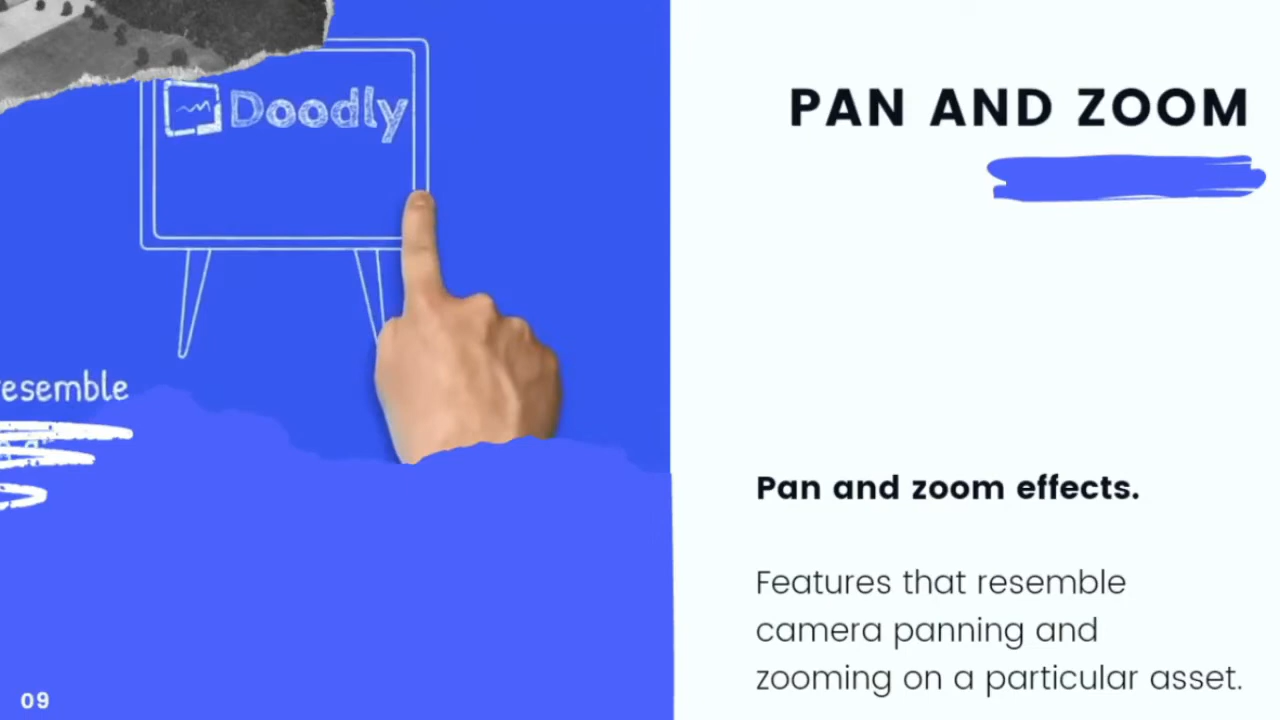 Doodly
resemble
09
PAN AND ZOOM
Pan and zoom effects.
Features that resemble
camera panning and
zooming on a particular asset.